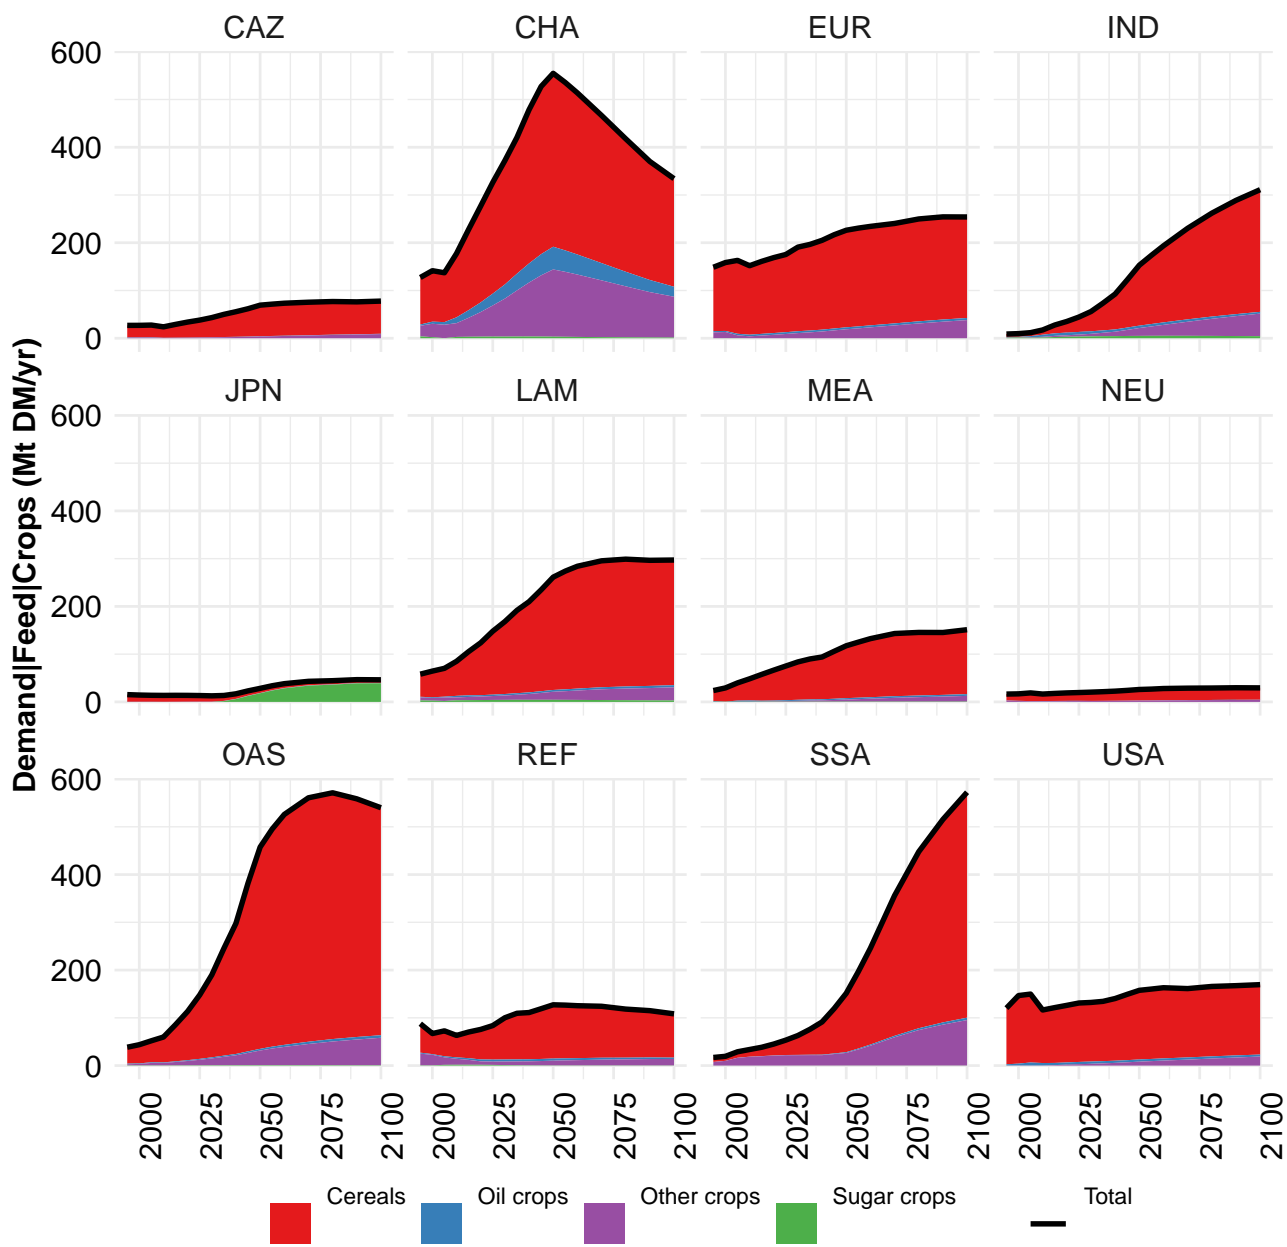 CAZ CHA EUR IND
600
400
200
0
JPN LAM MEA NEU
600
400
200
0
OAS REF SSA USA
600
400
200
0
Demand|Feed|Crops (Mt DM/yr)
2000 2025 2050 2075 2100 2000 2025 2050 2075 2100 2000 2025 2050 2075 2100 2000 2025 2050 2075 2100
Cereals Oil crops Other crops Sugar crops Total